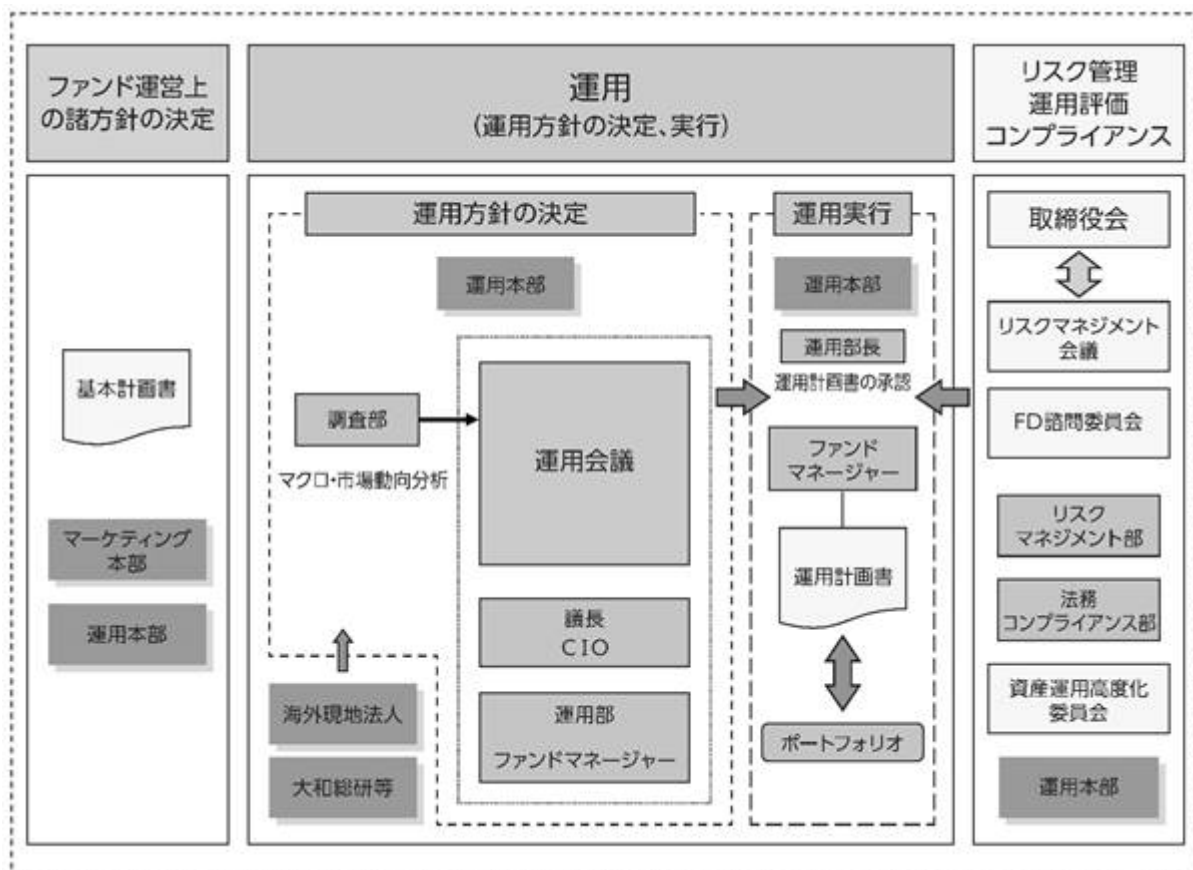 ファンド運営上
の諸方針の決定
運用
(運用方針の決定、実行)
リスク管理
運用評価
コンプライアンス
基本計画書
マーケティング
本部
運用本部
運用方針の決定
運用本部
調査部
マクロ・市場動向分析
運用会議
議長
CIO
運用部
ファンドマネージャー
海外現地法人
大和総研等
運用実行
運用本部
運用部長
運用計画書の承認
ファンド
マネージャー
運用計画書
ポートフォリオ
取締役会
リスクマネジメント
会議
FD諮問委員会
リスク
マネジメント部
法務
コンプライアンス部
資産運用高度化
委員会
運用本部